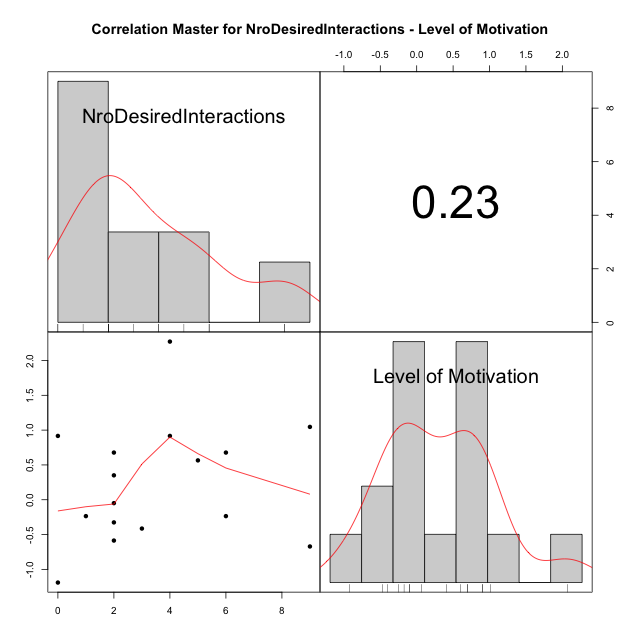 Correlation Master for NroDesiredInteractions - Level of Motivation
-1.0 -0.5 0.0 0.5 1.0 1.5 2.0
NroDesiredInteractions
0.23
8
6
4
2
0
Level of Motivation
2.0
1.5
1.0
0.5
0.0
-0.5
-1.0
0 2 4 6 8